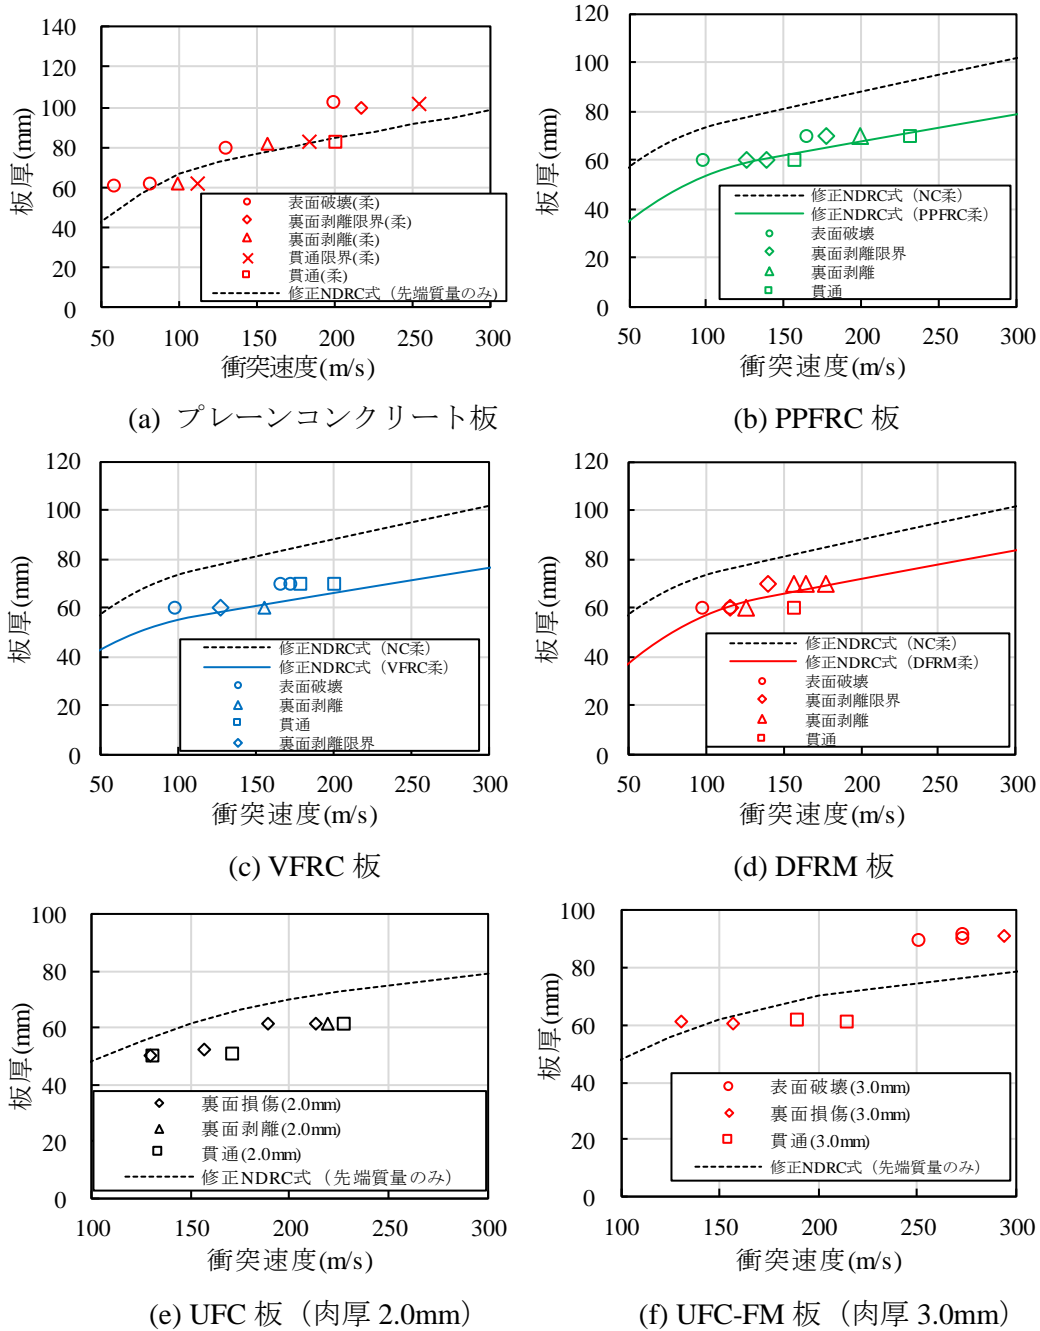 140
120
100
80
60
40
20
0
板厚(mm)
表面破壊(柔)
裏面剥離限界(柔)
裏面剥離(柔)
貫通限界(柔)
貫通(柔)
修正NDRC式（先端質量のみ)
50 100 150 200 250 300
衝突速度(m/s)
(a) プレーンコンクリート板
120
100
80
60
40
20
0
板厚(mm)
修正NDRC式（NC柔）
修正NDRC式（PPFRC柔）
表面破壊
裏面剥離限界
裏面剥離
貫通
50 100 150 200 250 300
衝突速度(m/s)
(b) PPFRC 板
120
100
80
60
40
20
0
板厚(mm)
修正NDRC式（NC柔）
修正NDRC式（VFRC柔）
表面破壊
裏面剥離
貫通
裏面剥離限界
50 100 150 200 250 300
衝突速度(m/s)
(c) VFRC 板
120
100
80
60
40
20
0
板厚(mm)
修正NDRC式（NC柔）
修正NDRC式（DFRM柔）
表面破壊
裏面剥離限界
裏面剥離
貫通
50 100 150 200 250 300
衝突速度(m/s)
(d) DFRM 板
100
80
60
40
20
0
板厚(mm)
裏面損傷(2.0mm)
裏面剥離(2.0mm)
貫通(2.0mm)
修正NDRC式（先端質量のみ）
100 150 200 250 300
衝突速度(m/s)
(e) UFC 板（肉厚 2.0mm）
100
80
60
40
20
0
板厚(mm)
表面破壊(3.0mm)
裏面損傷(3.0mm)
貫通(3.0mm)
修正NDRC式（先端質量のみ）
100 150 200 250 300
衝突速度(m/s)
(f) UFC-FM 板（肉厚 3.0mm）